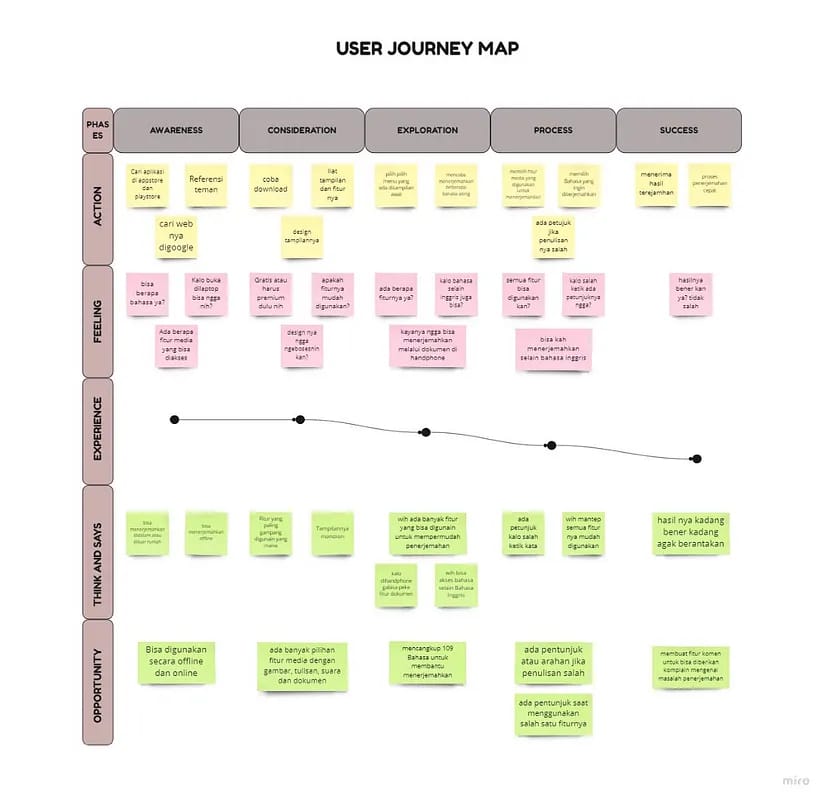 USER JOURNEY MAP
PHAS
ES
AWARENESS
CONSIDERATION
EXPLORATION
PROCESS
SUCCESS
ACTION
Cari aplikasi
di appstore
dan
playstore
Referensi
teman
cari web
nya
digoogle
coba
download
liat
tampilan
dan fitur
nya
design
tampilannya
pilih pilih
menu yang
ada ditampilan
awal
mencoba
menerjemahkan
beberapa
bahasa asing
memilih fitur
media yang
digunakan
untuk
menerjemahkan
memilih
Bahasa yang
ingin
diterjemahkan
ada petujuk
jika
penulisan
nya salah
menerima
hasil
terejamhan
proses
penerjemahan
cepat
FEELING
bisa
berapa
bahasa ya?
Kalo buka
dilaptop
bisa ngga
nih?
Ada berapa
fitur media
yang bisa
diakses
Gratis atau
harus
premium
dulu nih
apakah
fiturnya
mudah
digunakan?
design nya
ngga
ngebosenin
kan?
ada berapa
fiturnya ya?
kalo bahasa
selain
inggris juga
bisa?
kayanya ngga bisa
menerjemahkan
melalui dokumen di
handphone
semua fitur
bisa
digunakan
kan?
kalo salah
ketik ada
patunjuknya
ngga?
bisa kah
menerjemahkan
selain bahasa inggris
hasilnya
bener kan
ya? tidak
salah
EXPERIENCE
THINK AND SAYS
bisa
menerjemahkan
didalam atau
diluar rumah
bisa
menerjemahkan
offline
Fitur yang
paling
gampang
digunain yang
mana
Tampilannya
monoton
wih ada banyak fitur
yang bisa digunain
untuk mempermudah
penerjemahan
kalo
dihandphone
gabisa pake
fitur dokumen
wih bisa
akses bahasa
selain Bahasa
Inggris
ada
petunjuk
kalo salah
ketik kata
wih mantep
semua fitur
nya mudah
digunakan
hasil nya kadang
bener kadang
agak berantakan
OPPORTUNITY
Bisa digunakan
secara offline
dan online
ada banyak pilihan
fitur media dengan
gambar, tulisan, suara
dan dokumen
mencangkup 109
Bahasa untuk
membantu
menerjemahkan
ada pentunjuk
atau arahan jika
penulisan salah
ada pentunjuk saat
menggunakan
salah satu fiturnya
membuat fitur komen
untuk bisa diberikan
komplain mengenai
masalah penerjemahan
miro